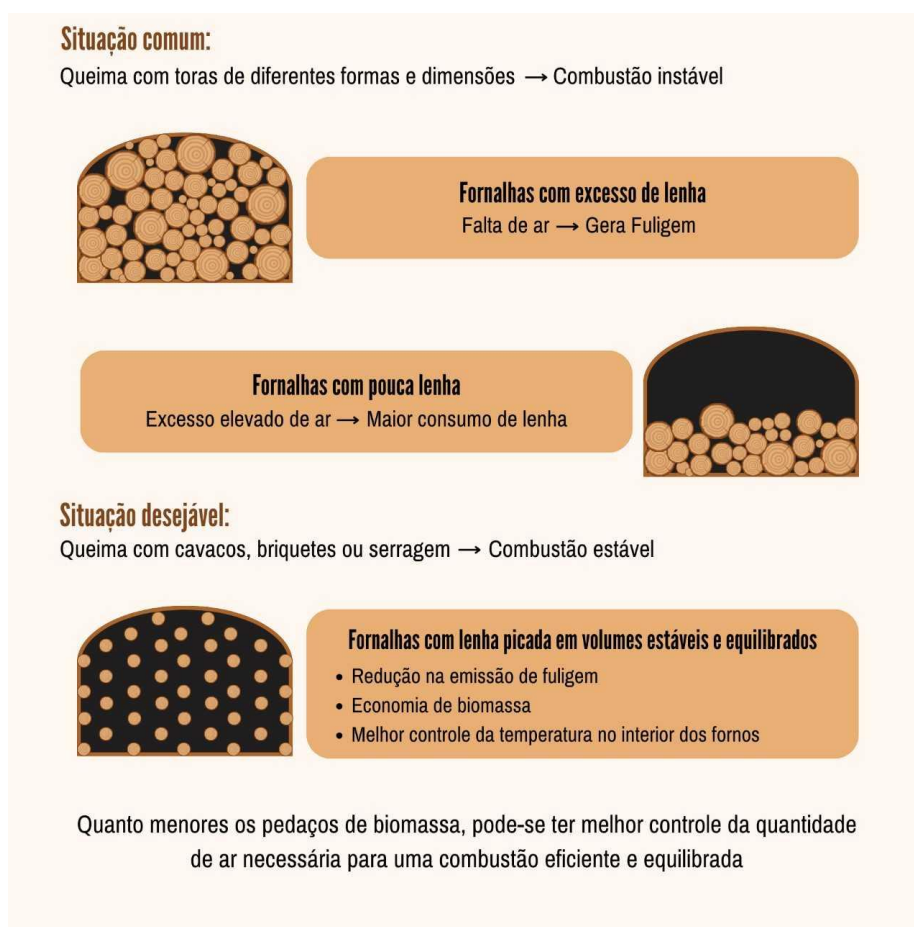 Situação comum:
Queima com toras de diferentes formas e dimensões → Combustão instável
Fornalhas com excesso de lenha
Falta de ar → Gera Fuligem
Fornalhas com pouca lenha
Excesso elevado de ar → Maior consumo de lenha
Situação desejável:
Queima com cavacos, briquetes ou serragem → Combustão estável
Fornalhas com lenha picada em volumes estáveis e equilibrados
• Redução na emissão de fuligem
• Economia de biomassa
• Melhor controle da temperatura no interior dos fornos
Quanto menores os pedaços de biomassa, pode-se ter melhor controle da quantidade
de ar necessária para uma combustão eficiente e equilibrada